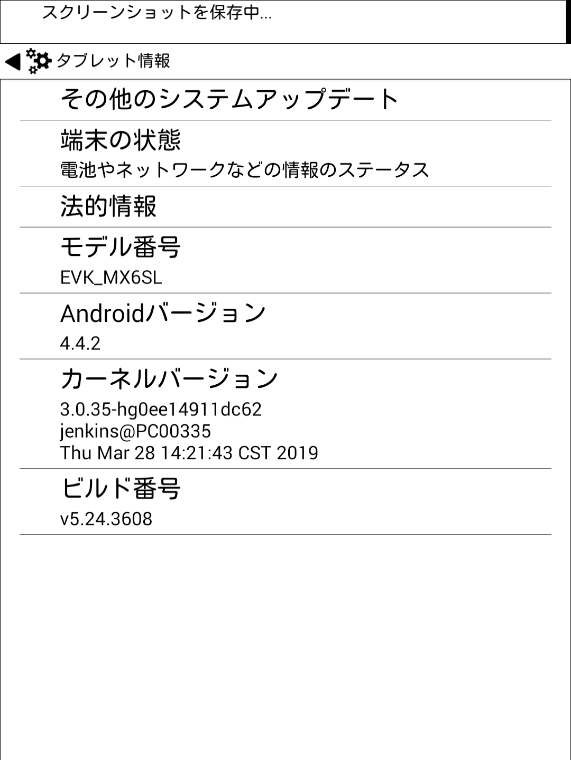 スクリーンショットを保存中...
タブレット情報
その他のシステムアップデート
端末の状態
電池やネットワークなどの情報のステータス
法的情報
モデル番号
EVK_MX6SL
Androidバージョン
4.4.2
カーネルバージョン
3.0.35-hg0ee14911dc62
jenkins@PC00335
Thu Mar 28 14:21:43 CST 2019
ビルド番号
v5.24.3608